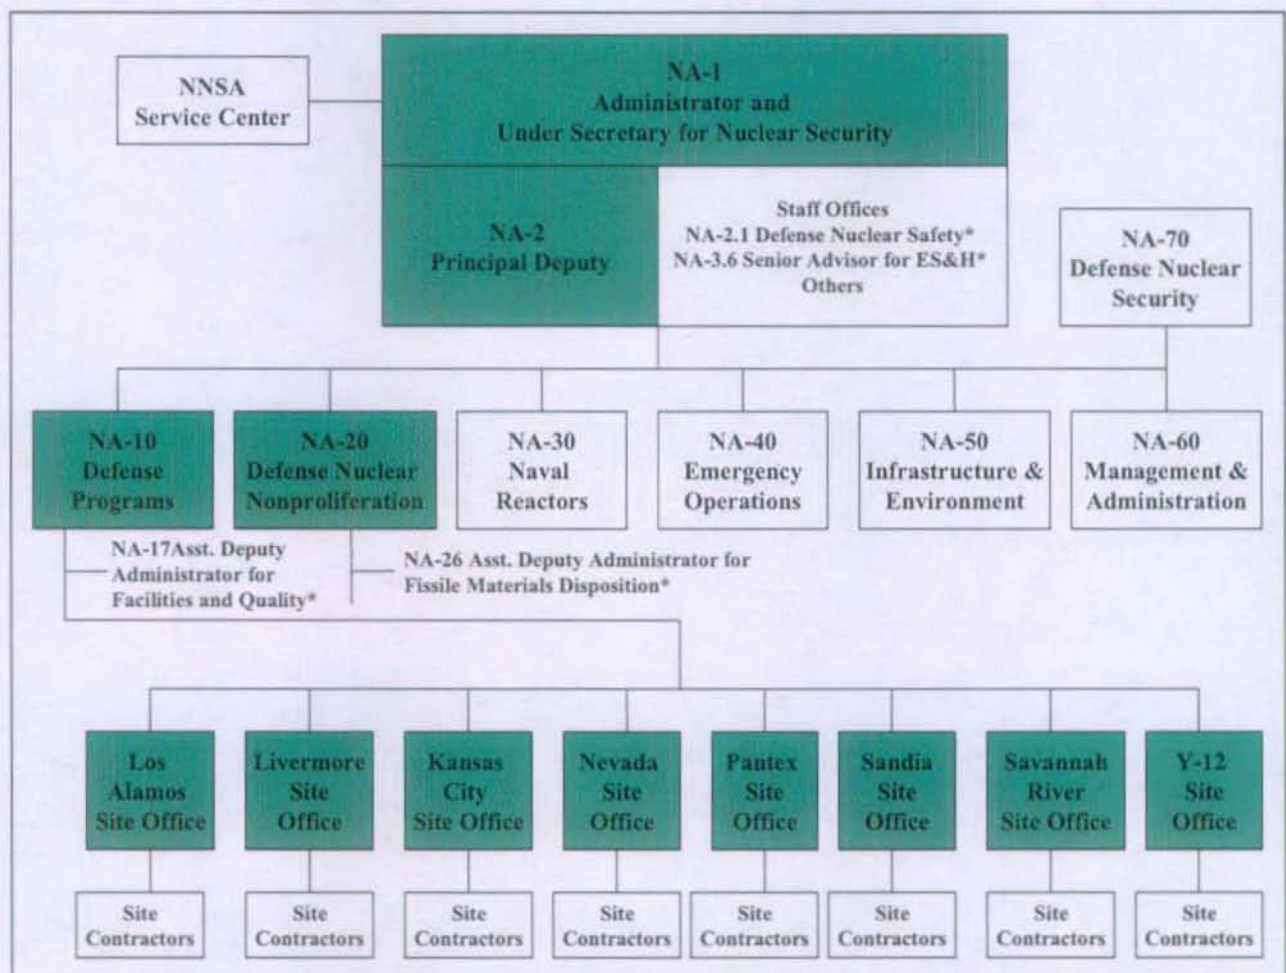 NNSA
Service Center
NA-1
Administrator and
Under Secretary for Nuclear Security
NA-2
Principal Deputy
Staff Offices
NA-2.1 Defense Nuclear Safety*
NA-3.6 Senior Advisor for ES&H*
Others
NA-70
Defense Nuclear
Security
NA-10
Defense
Programs
NA-20
Defense Nuclear
Nonproliferation
NA-30
Naval
Reactors
NA-40
Emergency
Operations
NA-50
Infrastructure &
Environment
NA-60
Management &
Administration
NA-17Asst. Deputy
Administrator for
Facilities and Quality*
NA-26 Asst. Deputy Administrator for
Fissile Materials Disposition*
Los
Alamos
Site Office
Livermore
Site
Office
Kansas
City
Site Office
Nevada
Site
Office
Pantex
Site
Office
Sandia
Site
Office
Savannah
River
Site Office
Y-12
Site
Office
Site
Contractors
Site
Contractors
Site
Contractors
Site
Contractors
Site
Contractors
Site
Contractors
Site
Contractors
Site
Contractors